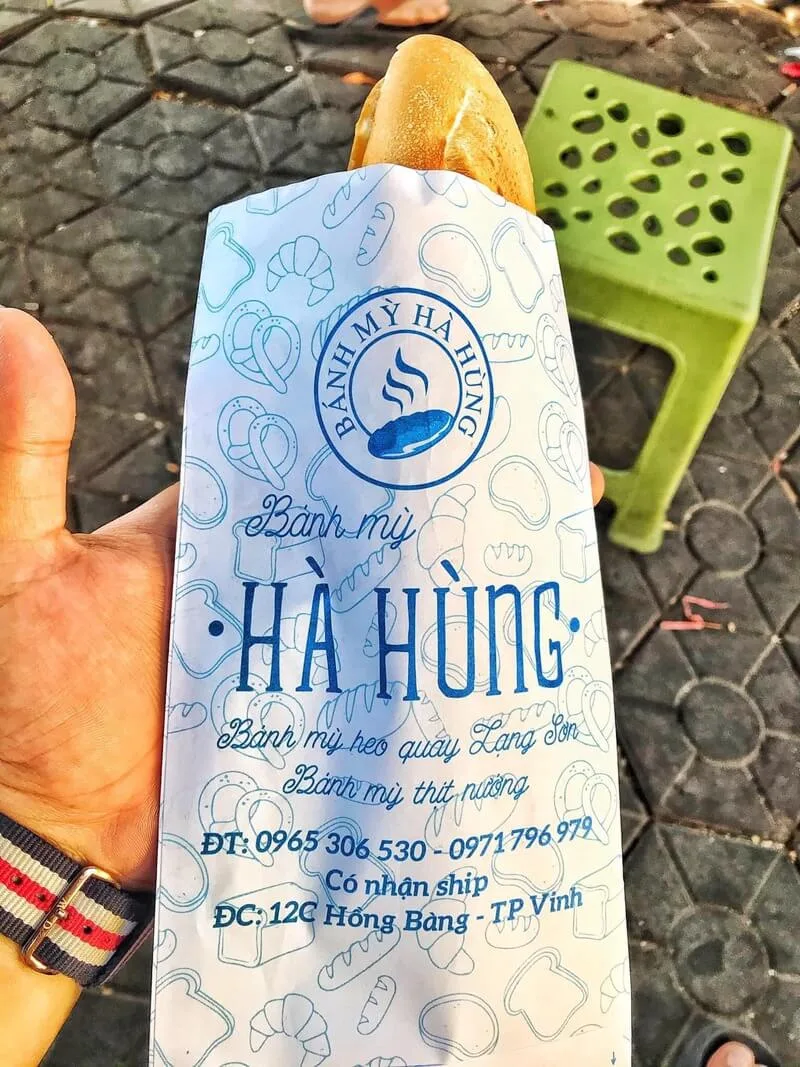 BÁNH MỲ HÀ HÙNG
Bánh mỳ
HÀ HÙNG
Bánh mỳ heo quay Lạng Sơn
Bánh mỳ thịt nướng
ĐT: 0965 306 530 - 0971 796 979
Có nhận ship
ĐC: 12C Hồng Bàng - TP Vinh